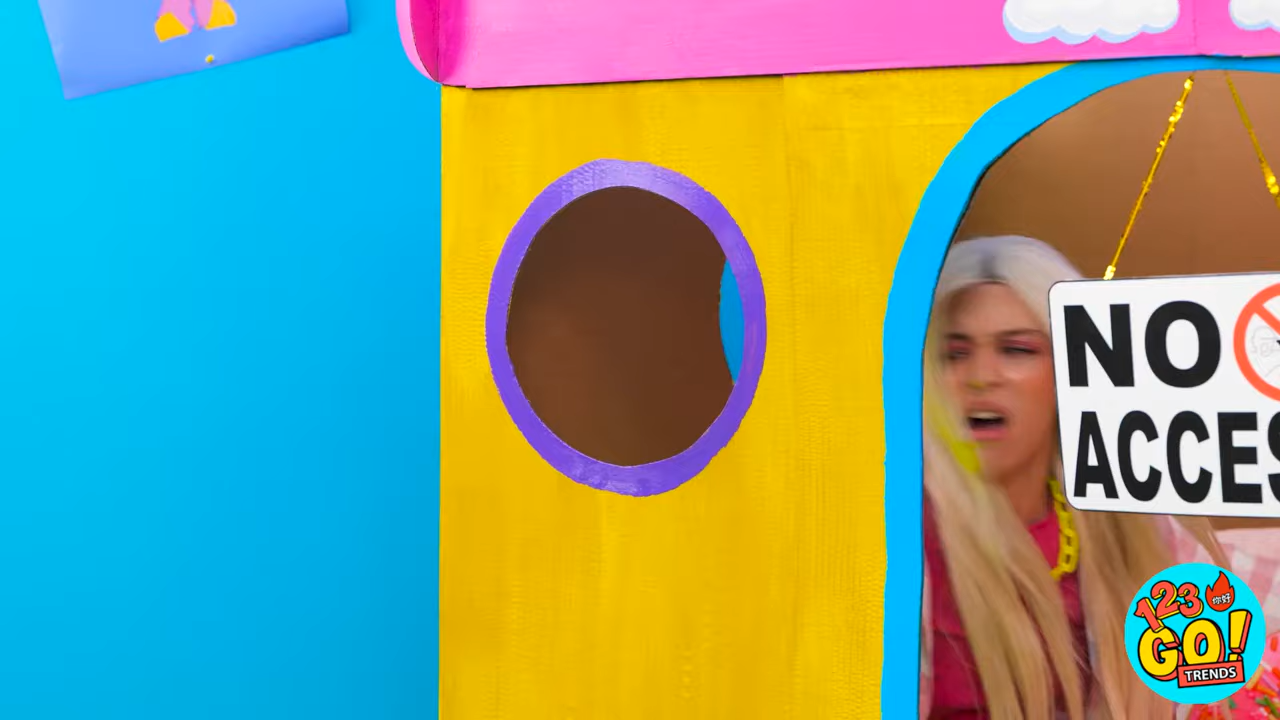 NO
ACCES
123
你好
GO!
TRENDS